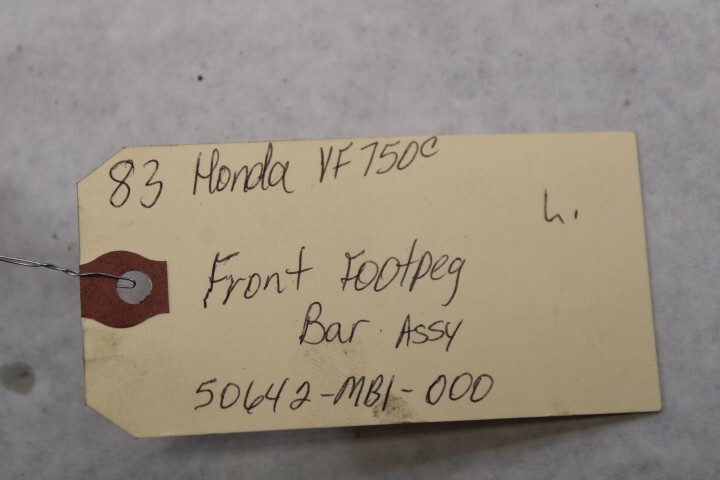 83 Honda VF750C
h.
Front Footpeg
Bar Assy
50642-MB1-000